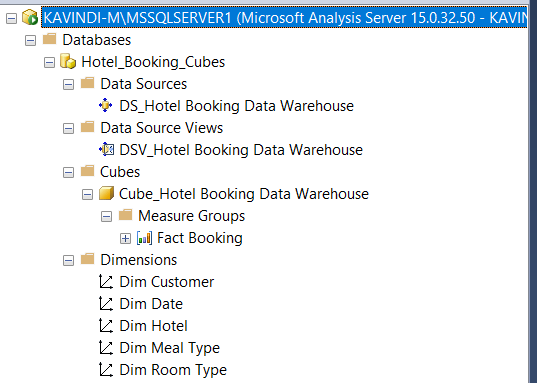 KAVINDI-M\MSSQLSERVER1 (Microsoft Analysis Server 15.0.32.50 - KAVIN
Databases
Hotel_Booking_Cubes
Data Sources
DS_Hotel Booking Data Warehouse
Data Source Views
DSV_Hotel Booking Data Warehouse
Cubes
Cube_Hotel Booking Data Warehouse
Measure Groups
Fact Booking
Dimensions
Dim Customer
Dim Date
Dim Hotel
Dim Meal Type
Dim Room Type